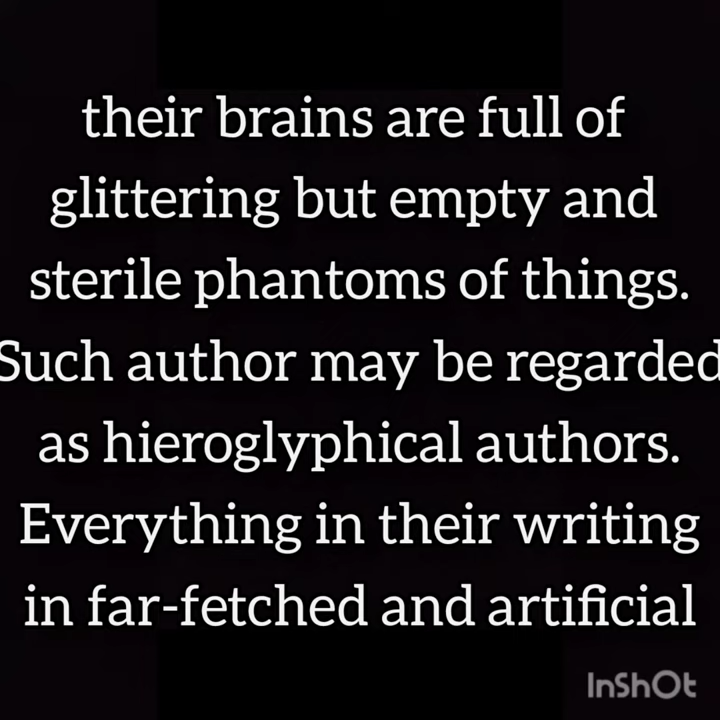 their brains are full of
glittering but empty and
sterile phantoms of things.
Such author may be regarded
as hieroglyphical authors.
Everything in their writing
in far-fetched and artificial
InShOt